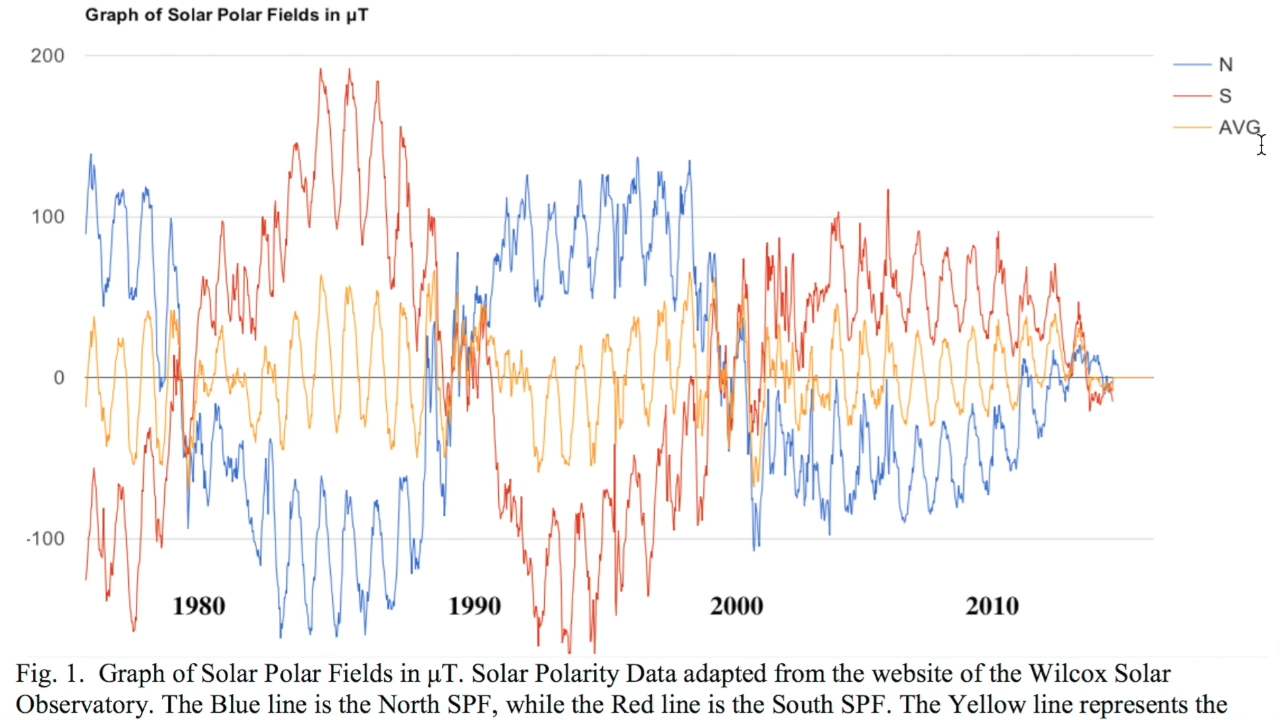 Graph of Solar Polar Fields in µT
200
N
S
AVG
100
0
-100
1980 1990 2000 2010
Fig. 1. Graph of Solar Polar Fields in µT. Solar Polarity Data adapted from the website of the Wilcox Solar
Observatory. The Blue line is the North SPF, while the Red line is the South SPF. The Yellow line represents the